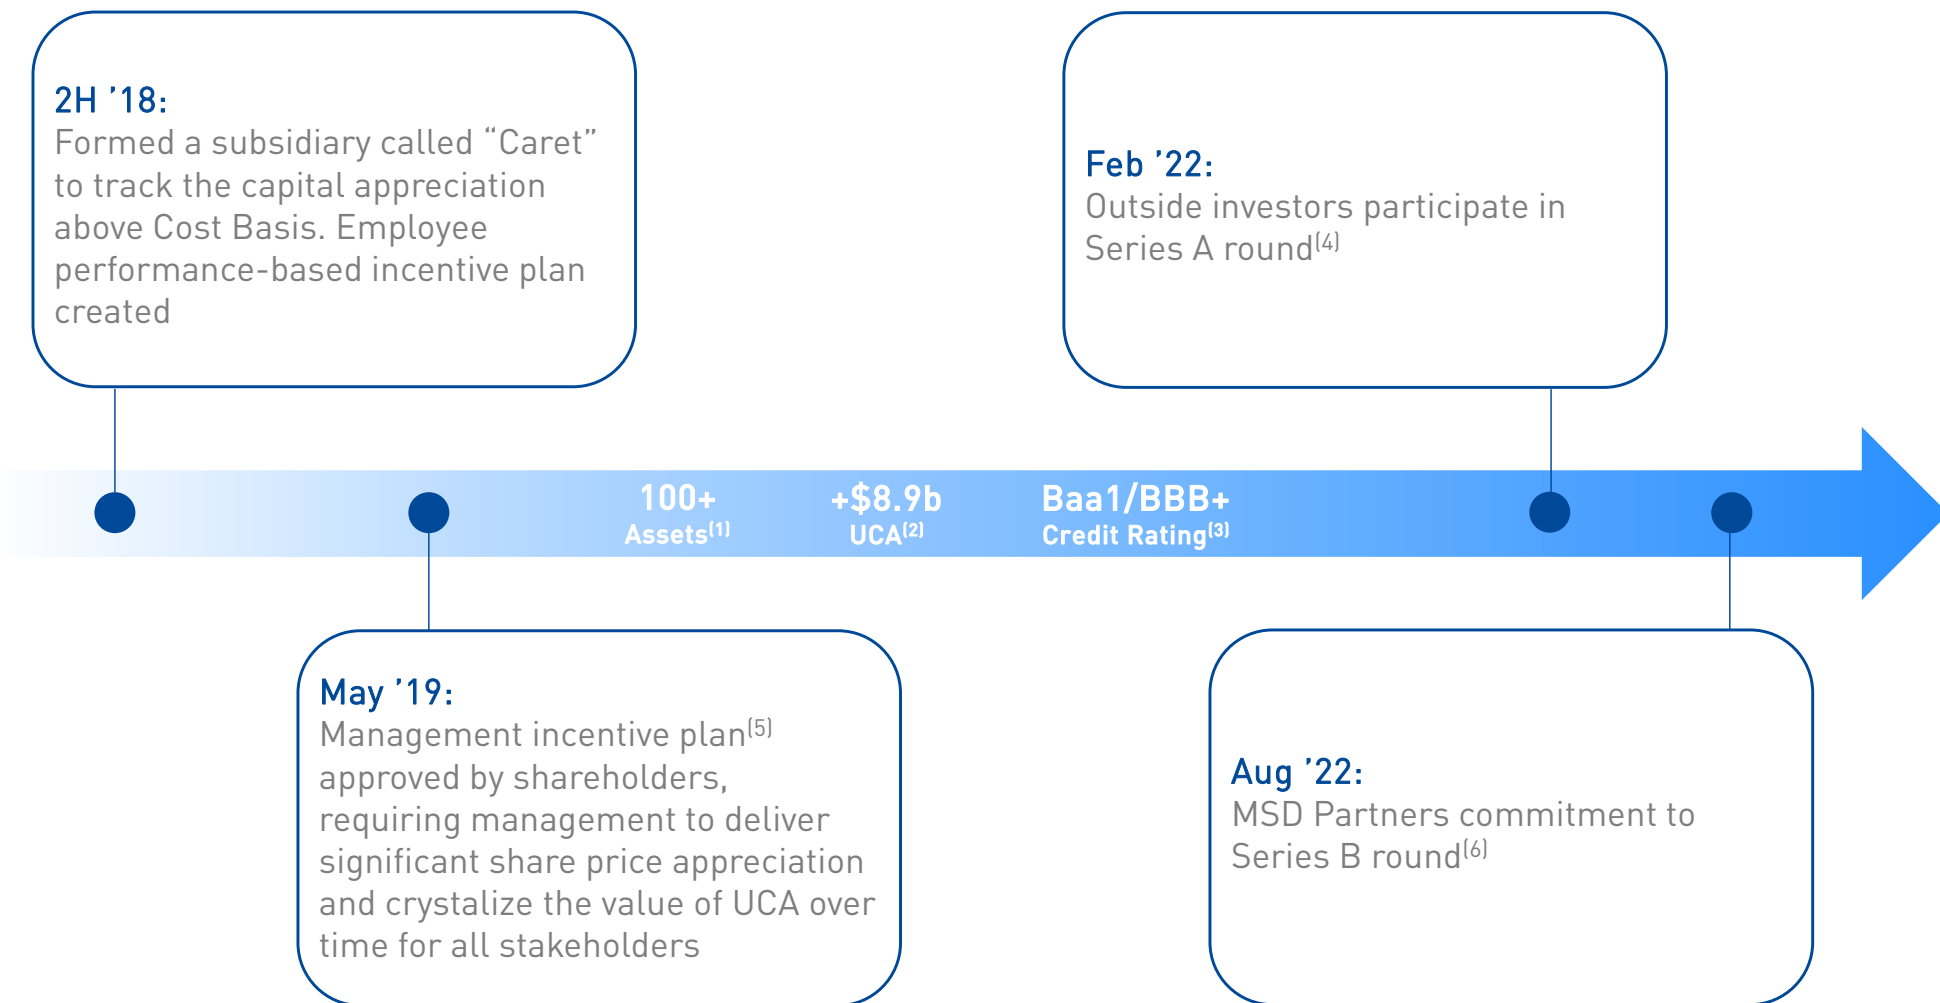 2H ’18:
Formed a subsidiary called “Caret”
to track the capital appreciation
above Cost Basis. Employee
performance-based incentive plan
created
Feb ’22:
Outside investors participate in
Series A round(4)
100+
Assets(1)
+$8.9b
UCA(2)
Baa1/BBB+
Credit Rating(3)
May ’19:
Management incentive plan(5)
approved by shareholders,
requiring management to deliver
significant share price appreciation
and crystalize the value of UCA over
time for all stakeholders
Aug ’22:
MSD Partners commitment to
Series B round(6)